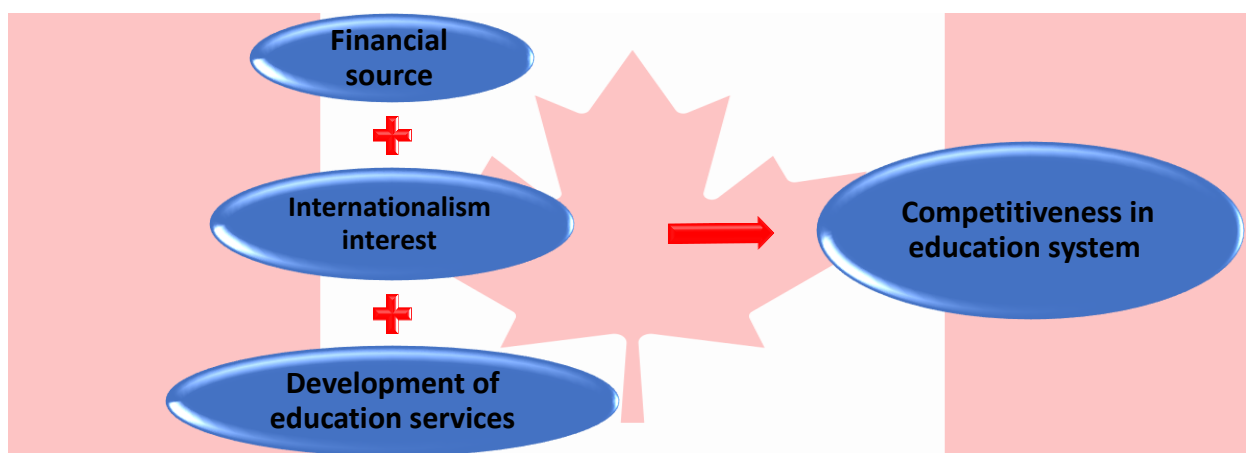 Financial
source
Internationalism
interest
Development of
education services
Competitiveness in
education system